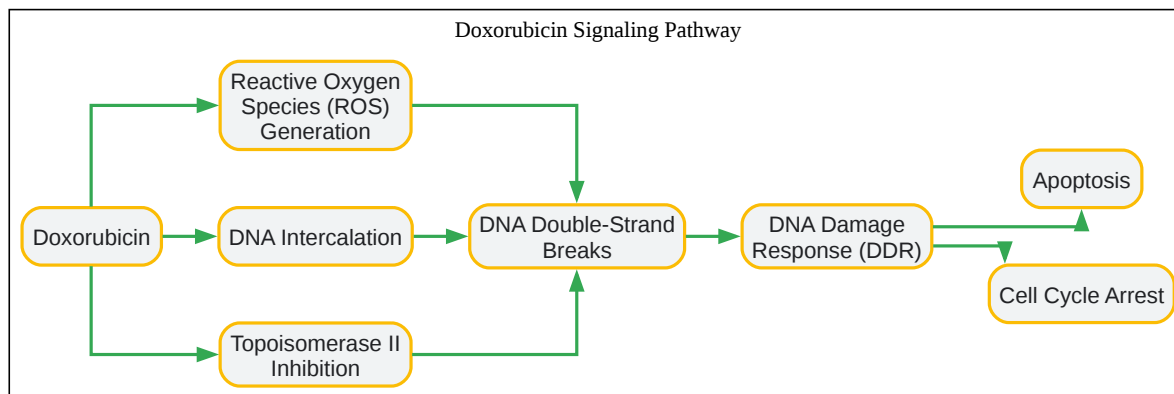 Doxorubicin Signaling Pathway
Reactive Oxygen
Species (ROS)
Generation
Doxorubicin
DNA Intercalation
Topoisomerase II
Inhibition
DNA Double-Strand
Breaks
DNA Damage
Response (DDR)
Apoptosis
Cell Cycle Arrest